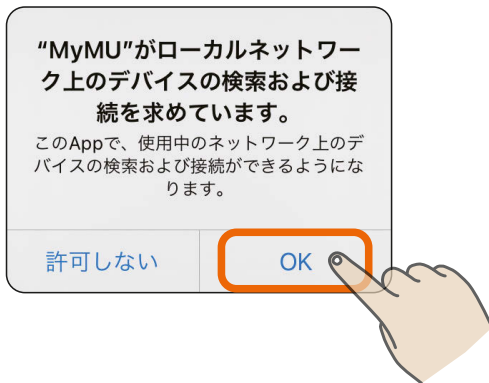 “MyMU”がローカルネットワー
ク上のデバイスの検索および接
続を求めています。
このAppで、使用中のネットワーク上のデ
バイスの検索および接続ができるようにな
ります。
許可しない
OK